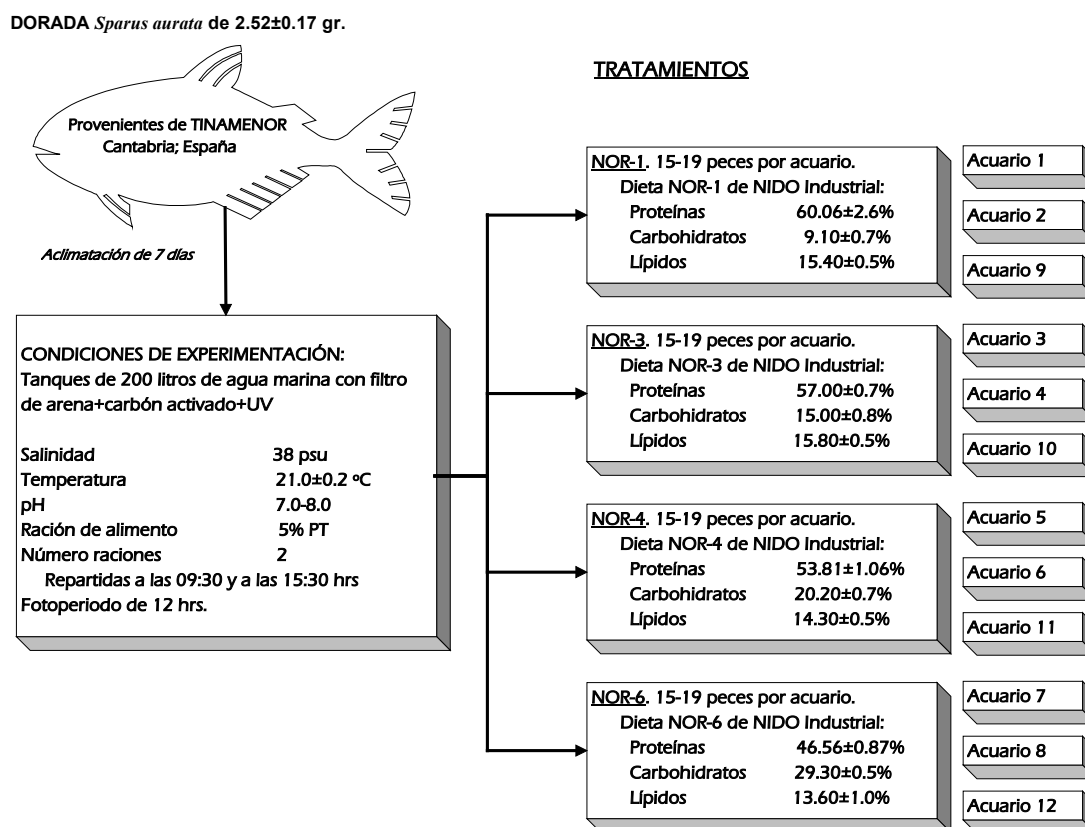 DORADA Sparus aurata de 2.52±0.17 gr.
Provenientes de TINAMENOR
Cantabria; España
Aclimatación de 7 días
CONDICIONES DE EXPERIMENTACIÓN:
Tanques de 200 litros de agua marina con filtro
de arena+carbón activado+UV
Salinidad 38 psu
Temperatura 21.0±0.2 ºC
pH 7.0-8.0
Ración de alimento 5% PT
Número raciones 2
Repartidas a las 09:30 y a las 15:30 hrs
Fotoperiodo de 12 hrs.
TRATAMIENTOS
NOR-1. 15-19 peces por acuario.
Dieta NOR-1 de NIDO Industrial:
Proteínas 60.06±2.6%
Carbohidratos 9.10±0.7%
Lípidos 15.40±0.5%
Acuario 1
Acuario 2
Acuario 9
NOR-3. 15-19 peces por acuario.
Dieta NOR-3 de NIDO Industrial:
Proteínas 57.00±0.7%
Carbohidratos 15.00±0.8%
Lípidos 15.80±0.5%
Acuario 3
Acuario 4
Acuario 10
NOR-4. 15-19 peces por acuario.
Dieta NOR-4 de NIDO Industrial:
Proteínas 53.81±1.06%
Carbohidratos 20.20±0.7%
Lípidos 14.30±0.5%
Acuario 5
Acuario 6
Acuario 11
NOR-6. 15-19 peces por acuario.
Dieta NOR-6 de NIDO Industrial:
Proteínas 46.56±0.87%
Carbohidratos 29.30±0.5%
Lípidos 13.60±1.0%
Acuario 7
Acuario 8
Acuario 12